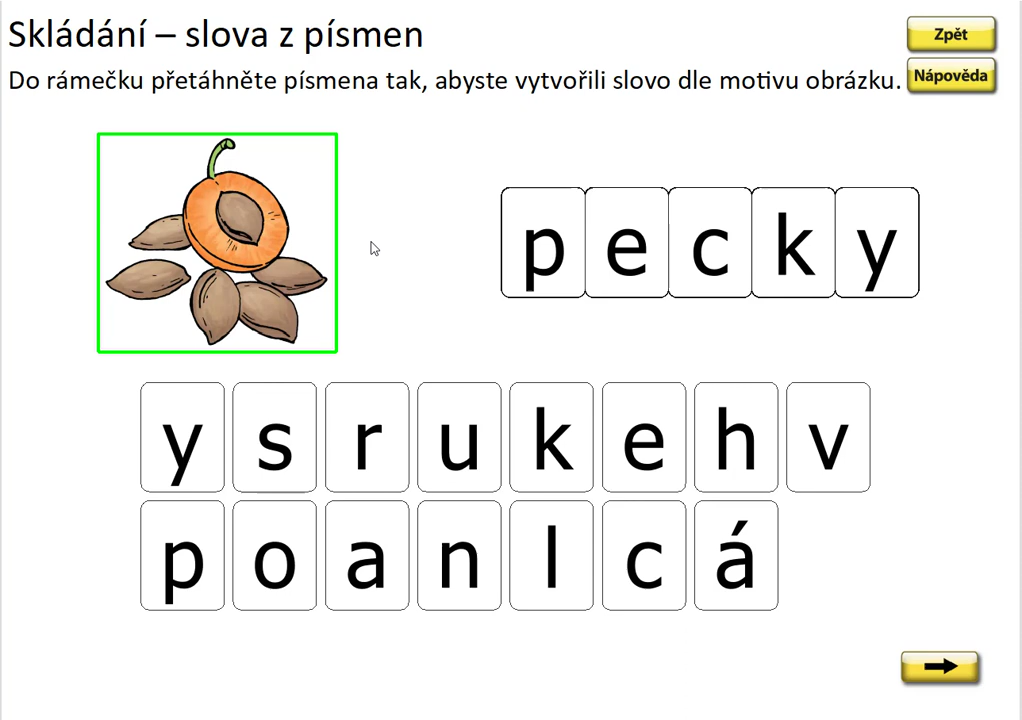 Skládání – slova z písmen
Zpět
Do rámečku přetáhněte písmena tak, abyste vytvořili slovo dle motivu obrázku.
Nápověda
p e c k y
y s r u k e h v
p o a n l c á